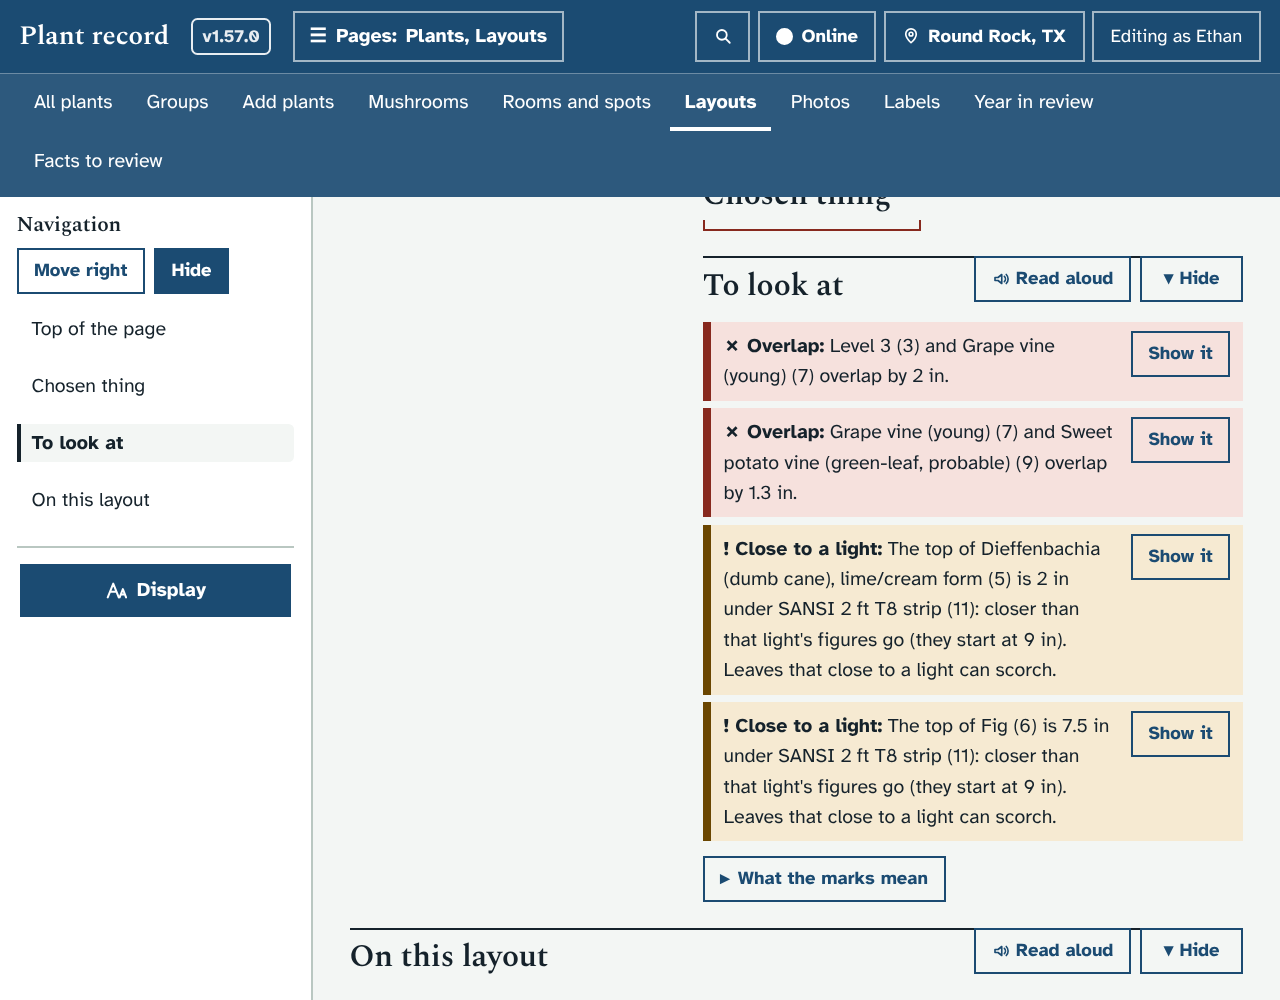 Plant record
v1.57.0
☰ Pages: Plants, Layouts
Online
Round Rock, TX
Editing as Ethan
All plants
Groups
Add plants
Mushrooms
Rooms and spots
Layouts
Photos
Labels
Year in review
Facts to review
Navigation
Move right
Hide
Top of the page
Chosen thing
To look at
On this layout
Display
Chosen thing
To look at
Read aloud
▼ Hide
✕ Overlap: Level 3 (3) and Grape vine
(young) (7) overlap by 2 in.
Show it
✕ Overlap: Grape vine (young) (7) and Sweet
potato vine (green-leaf, probable) (9) overlap
by 1.3 in.
Show it
! Close to a light: The top of Dieffenbachia
(dumb cane), lime/cream form (5) is 2 in
under SANSI 2 ft T8 strip (11): closer than
that light's figures go (they start at 9 in).
Leaves that close to a light can scorch.
Show it
! Close to a light: The top of Fig (6) is 7.5 in
under SANSI 2 ft T8 strip (11): closer than
that light's figures go (they start at 9 in).
Leaves that close to a light can scorch.
Show it
▶ What the marks mean
On this layout
Read aloud
▼ Hide